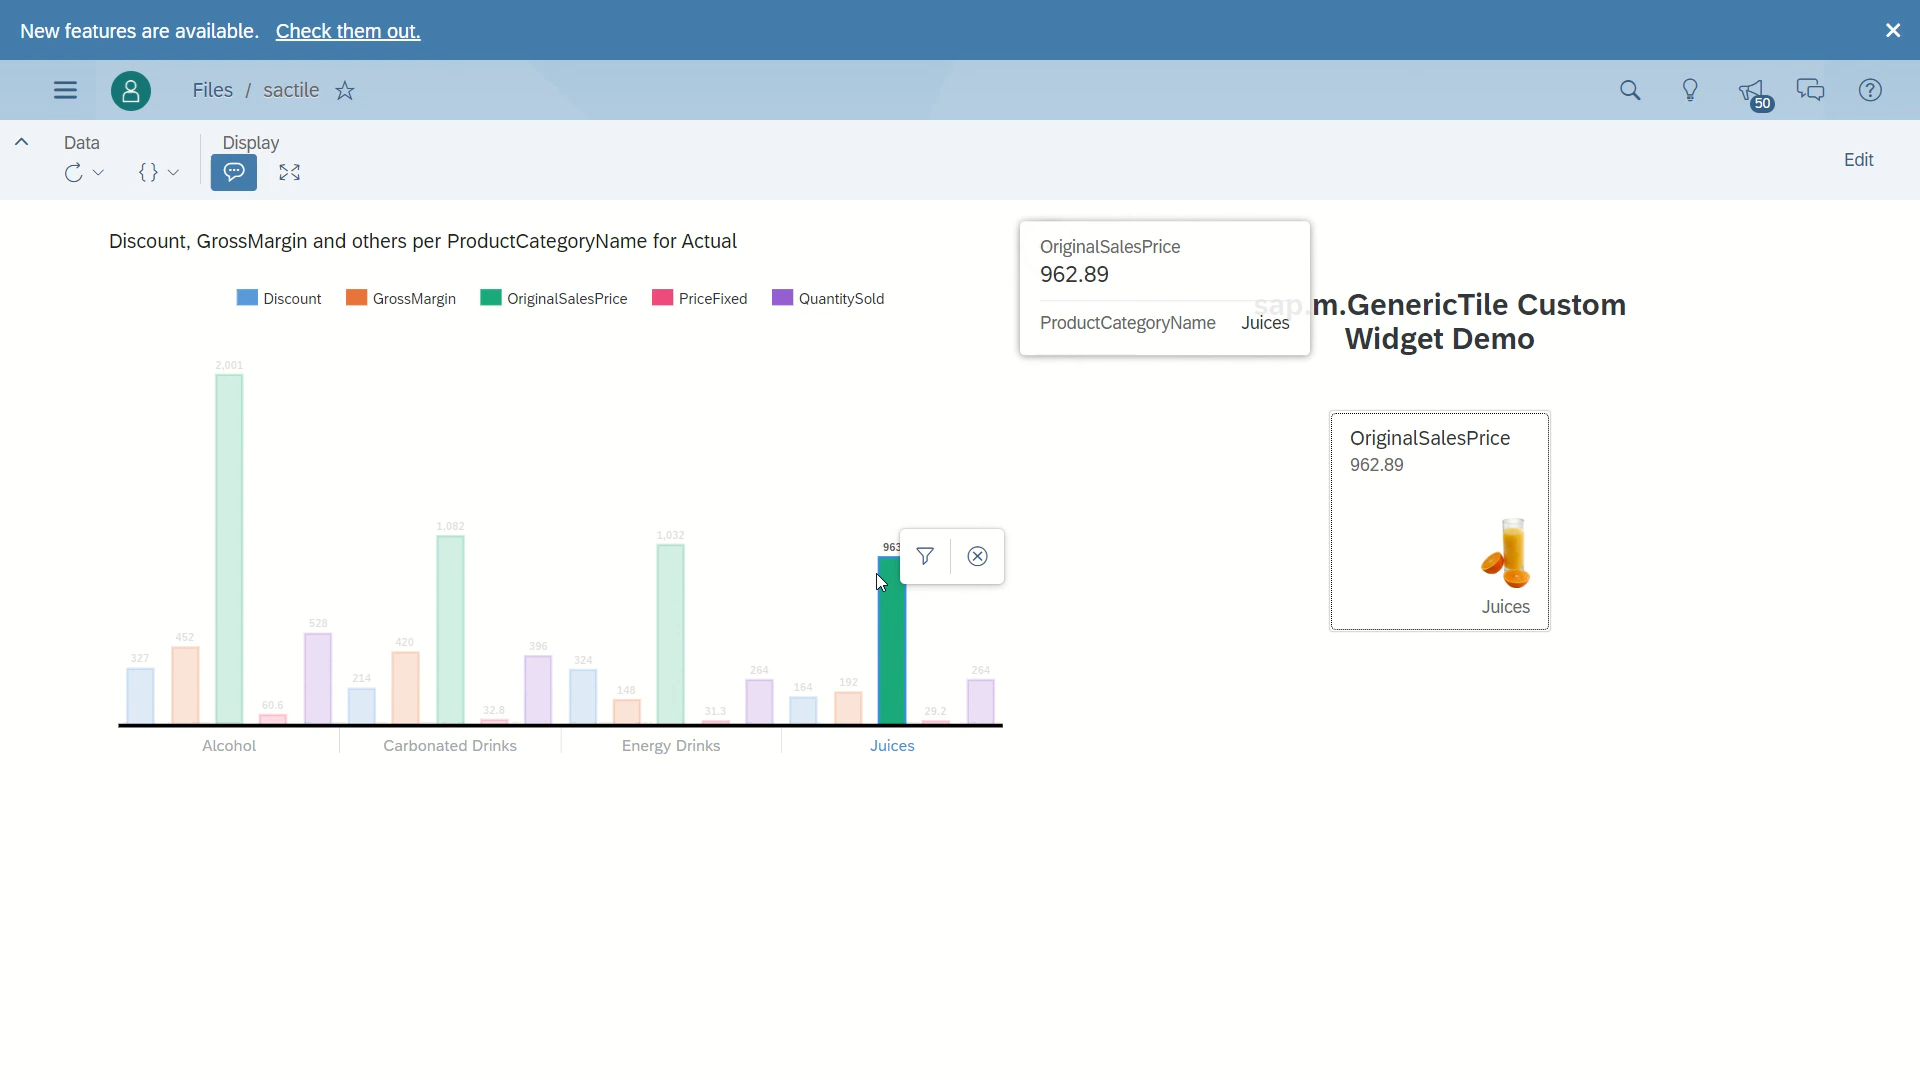 New features are available. Check them out.
Files / sactile
50
Data
Display
{ }
Edit
Discount, GrossMargin and others per ProductCategoryName for Actual
Discount GrossMargin OriginalSalesPrice PriceFixed QuantitySold
OriginalSalesPrice
962.89
ProductCategoryName Juices
sap.m.GenericTile Custom
Widget Demo
2,001
1,082
1,032
963
327 452 60.6 528
214 420 32.8 396
324 148 31.3 264
164 192 29.2 264
Alcohol Carbonated Drinks Energy Drinks Juices
OriginalSalesPrice
962.89
Juices